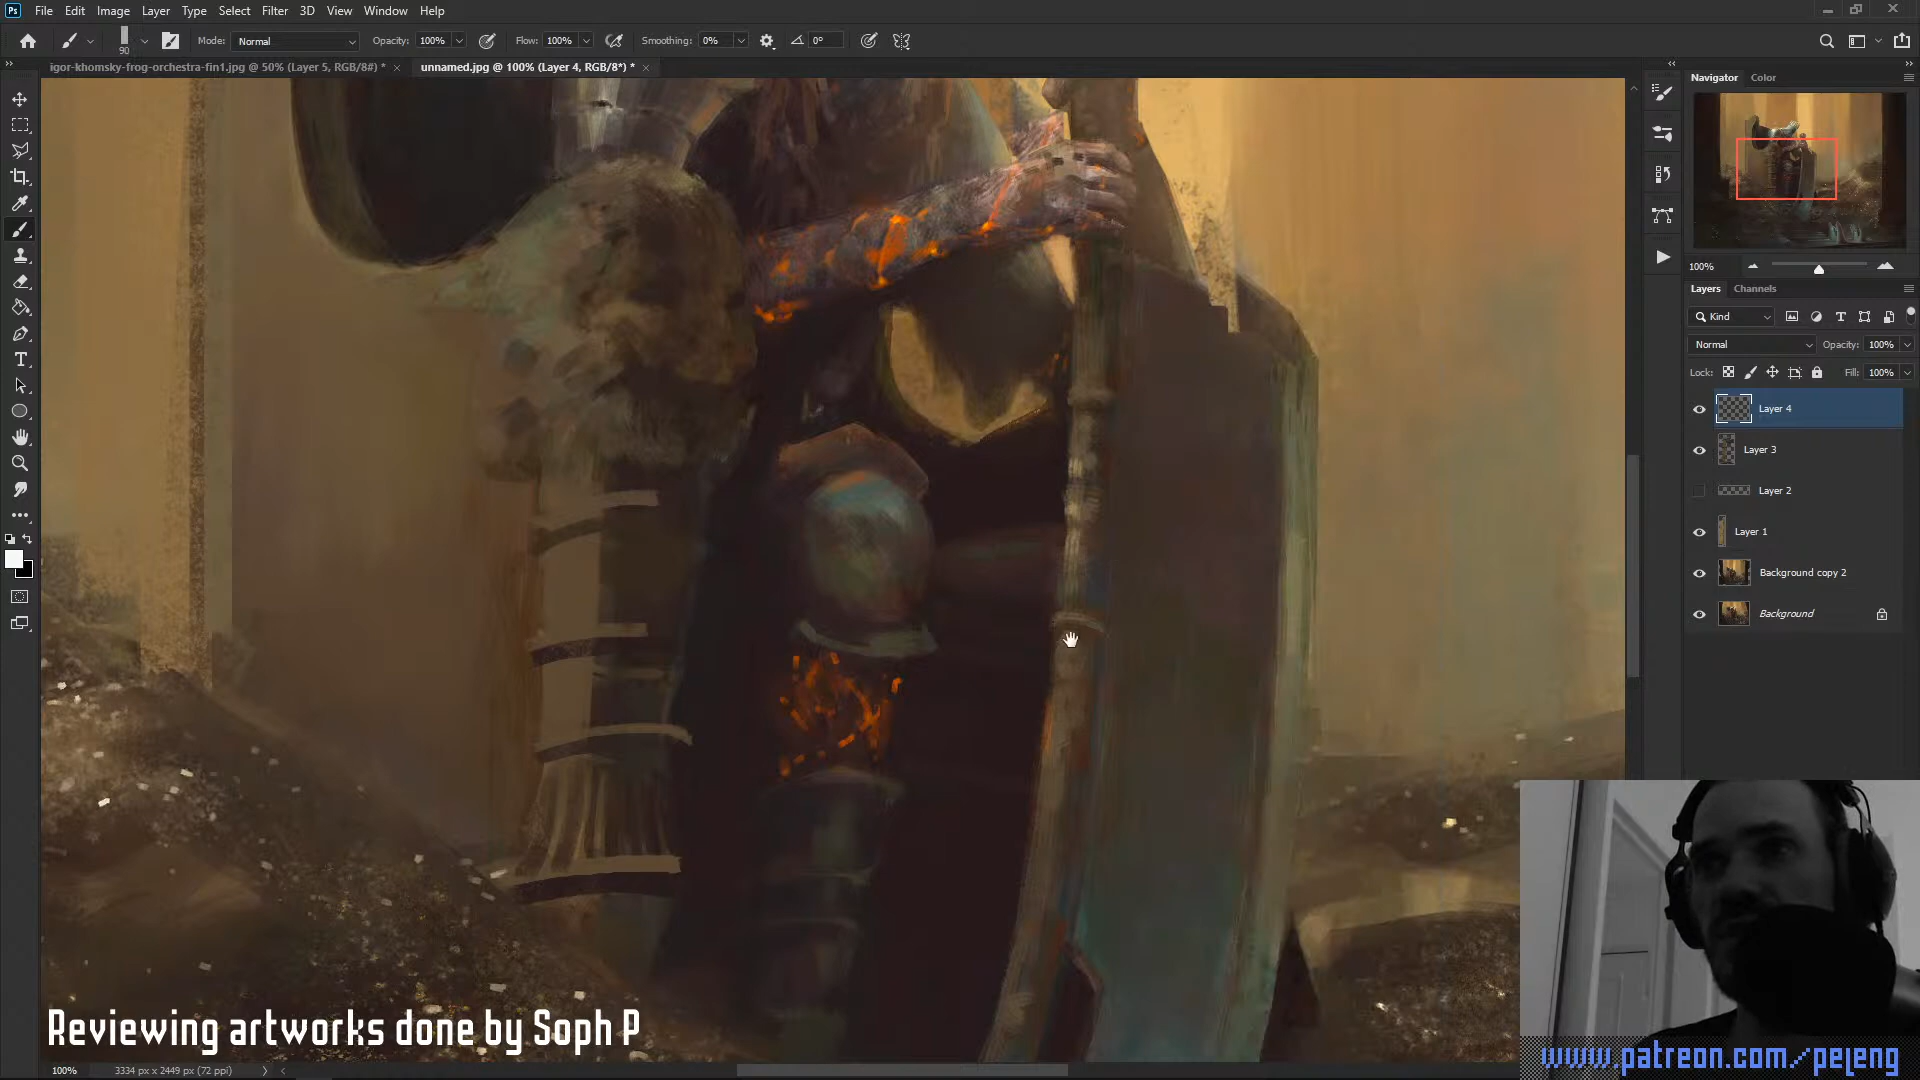 File Edit Image Layer Type Select Filter 3D View Window Help
90 Mode: Normal Opacity: 100% Flow: 100% Smoothing: 0% 0°
igor-khomsky-frog-orchestra-fin1.jpg @ 50% (Layer 5, RGB/8#) * unnamed.jpg @ 100% (Layer 4, RGB/8*) *
Navigator Color
100%
Layers Channels
Kind
Normal Opacity: 100%
Lock: Fill: 100%
Layer 4
Layer 3
Layer 2
Layer 1
Background copy 2
Background
Reviewing artworks done by Soph P
www.patreon.com/peleng
100% 3334 px x 2449 px (72 ppi)